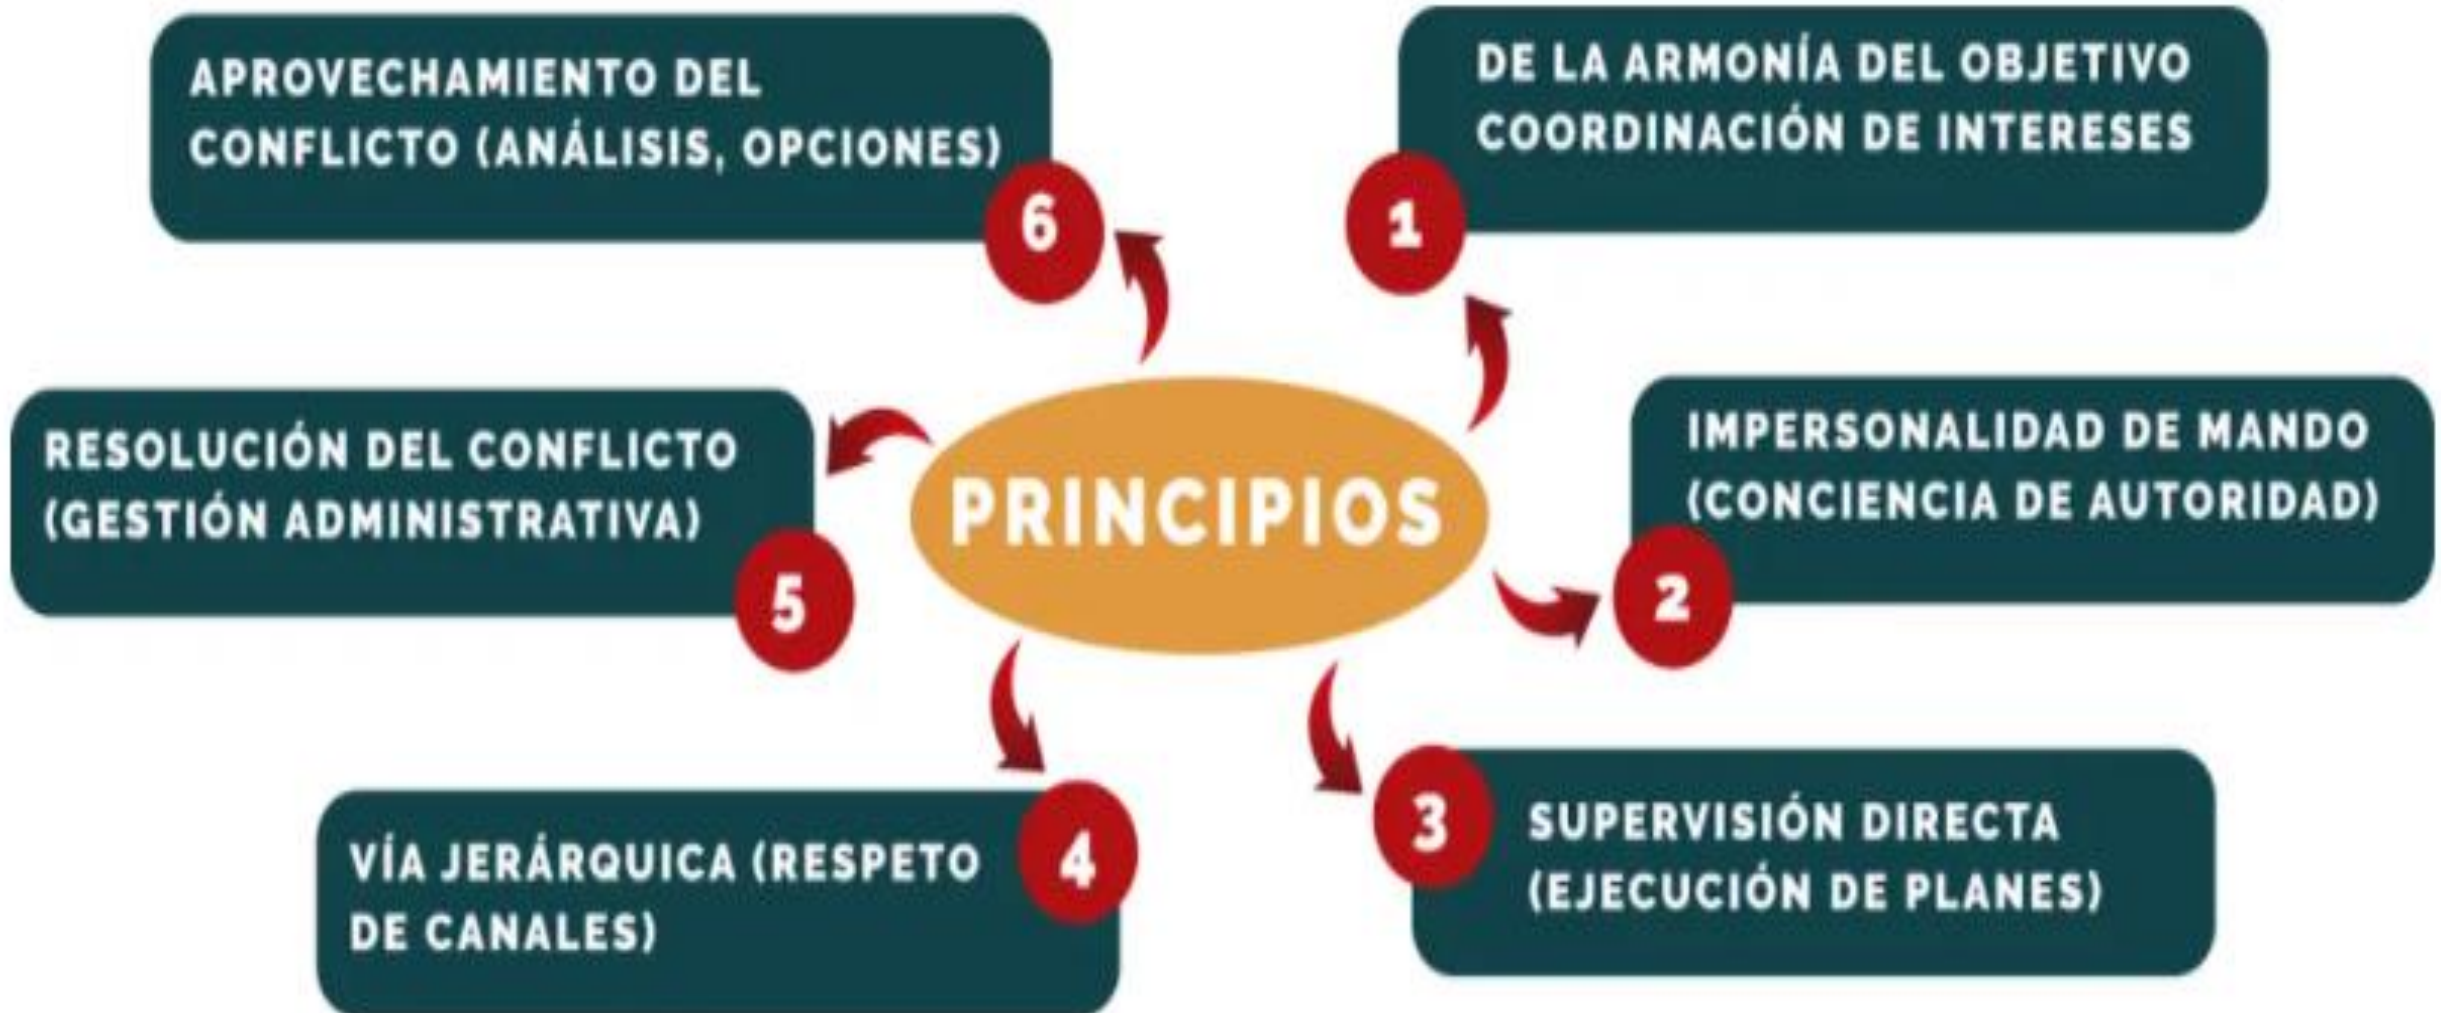 PRINCIPIOS
1
DE LA ARMONÍA DEL OBJETIVO
COORDINACIÓN DE INTERESES
2
IMPERSONALIDAD DE MANDO
(CONCIENCIA DE AUTORIDAD)
3
SUPERVISIÓN DIRECTA
(EJECUCIÓN DE PLANES)
4
VÍA JERÁRQUICA (RESPETO
DE CANALES)
5
RESOLUCIÓN DEL CONFLICTO
(GESTIÓN ADMINISTRATIVA)
6
APROVECHAMIENTO DEL
CONFLICTO (ANÁLISIS, OPCIONES)